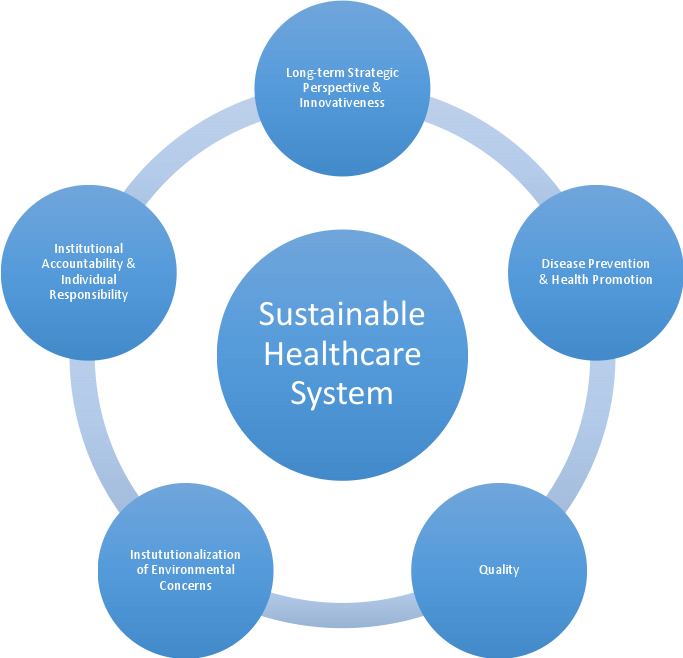 Long-term Strategic
Perspective &
Innovativeness
Institutional
Accountability &
Individual
Responsibility
Disease Prevention
& Health Promotion
Sustainable
Healthcare
System
Instututionalization
of Environmental
Concerns
Quality